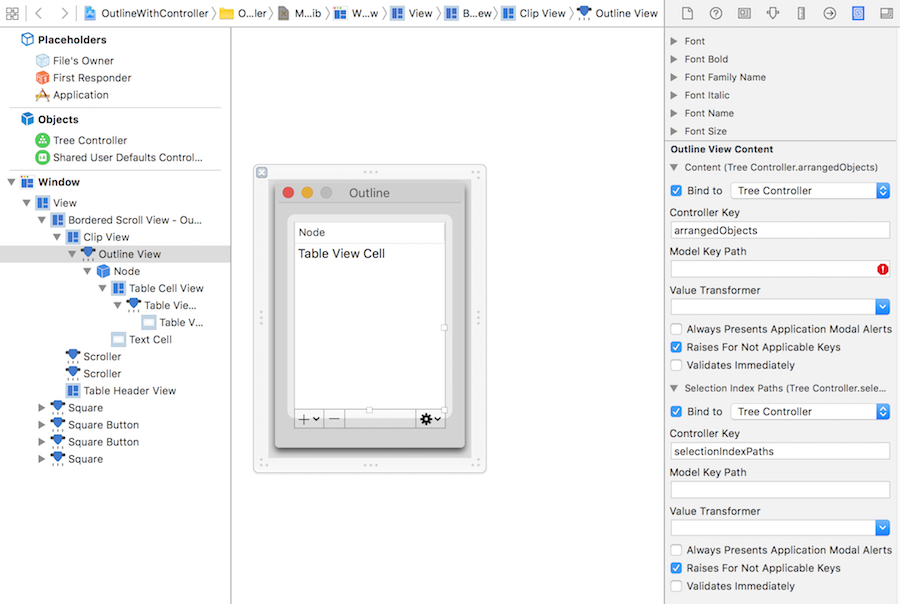 OutlineWithController
O...ler
M...ib
W...w
View
B...ew
Clip View
Outline View
Placeholders
File's Owner
First Responder
Application
Objects
Tree Controller
Shared User Defaults Control...
Window
View
Bordered Scroll View - Ou...
Clip View
Outline View
Node
Table Cell View
Table Vie...
Table V...
Text Cell
Scroller
Scroller
Table Header View
Square
Square Button
Square Button
Square
Outline
Node
Table View Cell
Font
Font Bold
Font Family Name
Font Italic
Font Name
Font Size
Outline View Content
Content (Tree Controller.arrangedObjects)
Bind to Tree Controller
Controller Key
arrangedObjects
Model Key Path
Value Transformer
Always Presents Application Modal Alerts
Raises For Not Applicable Keys
Validates Immediately
Selection Index Paths (Tree Controller.sele...
Bind to Tree Controller
Controller Key
selectionIndexPaths
Model Key Path
Value Transformer
Always Presents Application Modal Alerts
Raises For Not Applicable Keys
Validates Immediately